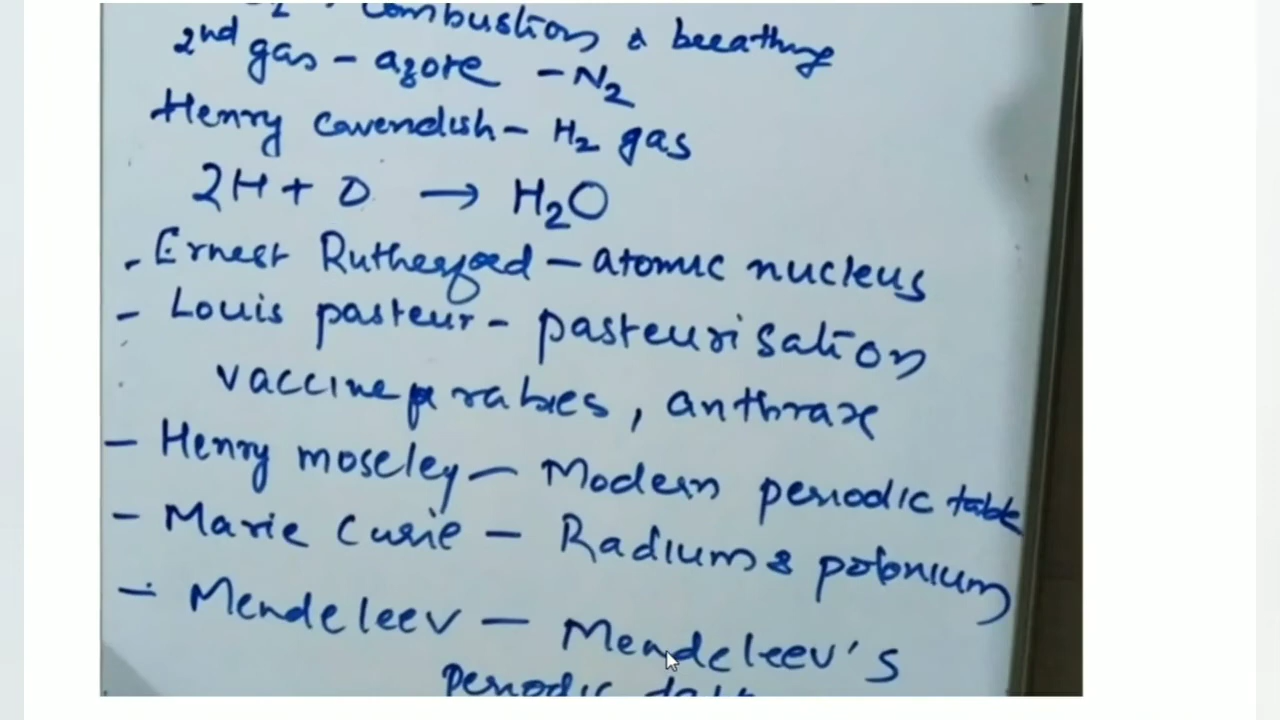 Combustion & breathing
2nd gas - azote - N2
Henry Cavendish - H2 gas
2H + O → H2O
- Ernest Rutherford - atomic nucleus
- Louis pasteur - pasteurisation
vaccine rabies, anthrax
- Henry moseley - Modern periodic table
- Marie Curie - Radium & polonium
- Mendeleev - Mendeleev's
periodic